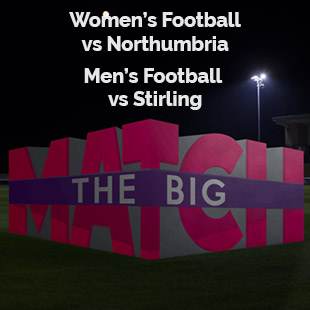 Women's Football
vs Northumbria
Men's Football
vs Stirling
THE BIG
MATCH